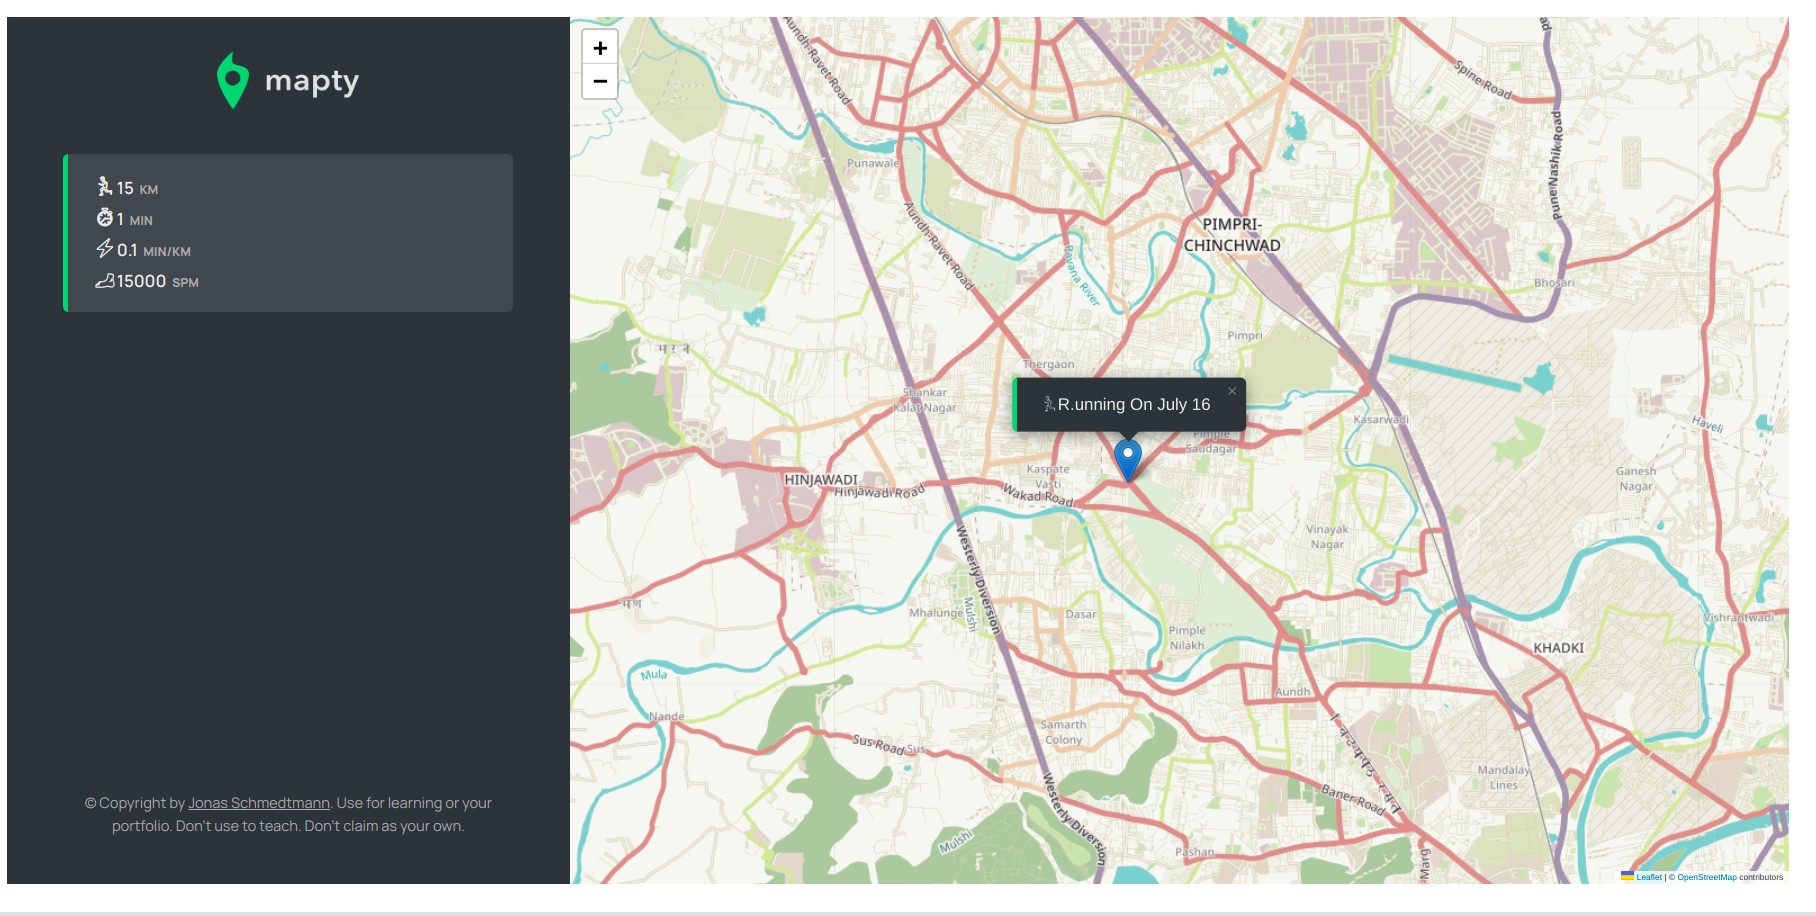 mapty
15 KM
1 MIN
0.1 MIN/KM
15000 SPM
© Copyright by Jonas Schmedtmann. Use for learning or your
portfolio. Don't use to teach. Don't claim as your own.
+
−
Aundh-Ravet Road
Spine Road
Pune Nashik Road
Punawale
Aundh-Ravet Road
PIMPRI-
CHINCHWAD
Pavana River
Bhosari
Pimpri
Thergaon
Shankar
Kalat Nagar
R.unning On July 16
×
Kasarwadi
Haveli
Pimple
Saudagar
Kaspate
Vasti
Ganesh
Nagar
HINJAWADI
Hinjawadi Road
Wakad Road
Vinayak
Nagar
Westerly Diversion
Mulshi
Mhalunge
Dasar
Pimple
Nilakh
Vishrantwadi
KHADKI
Mula
Aundh
Nande
Samarth
Colony
Sus Road
Sus
Mandalay
Lines
Baner Road
Westerly Diversion
Mulshi
Pashan
Marg
Leaflet | © OpenStreetMap contributors